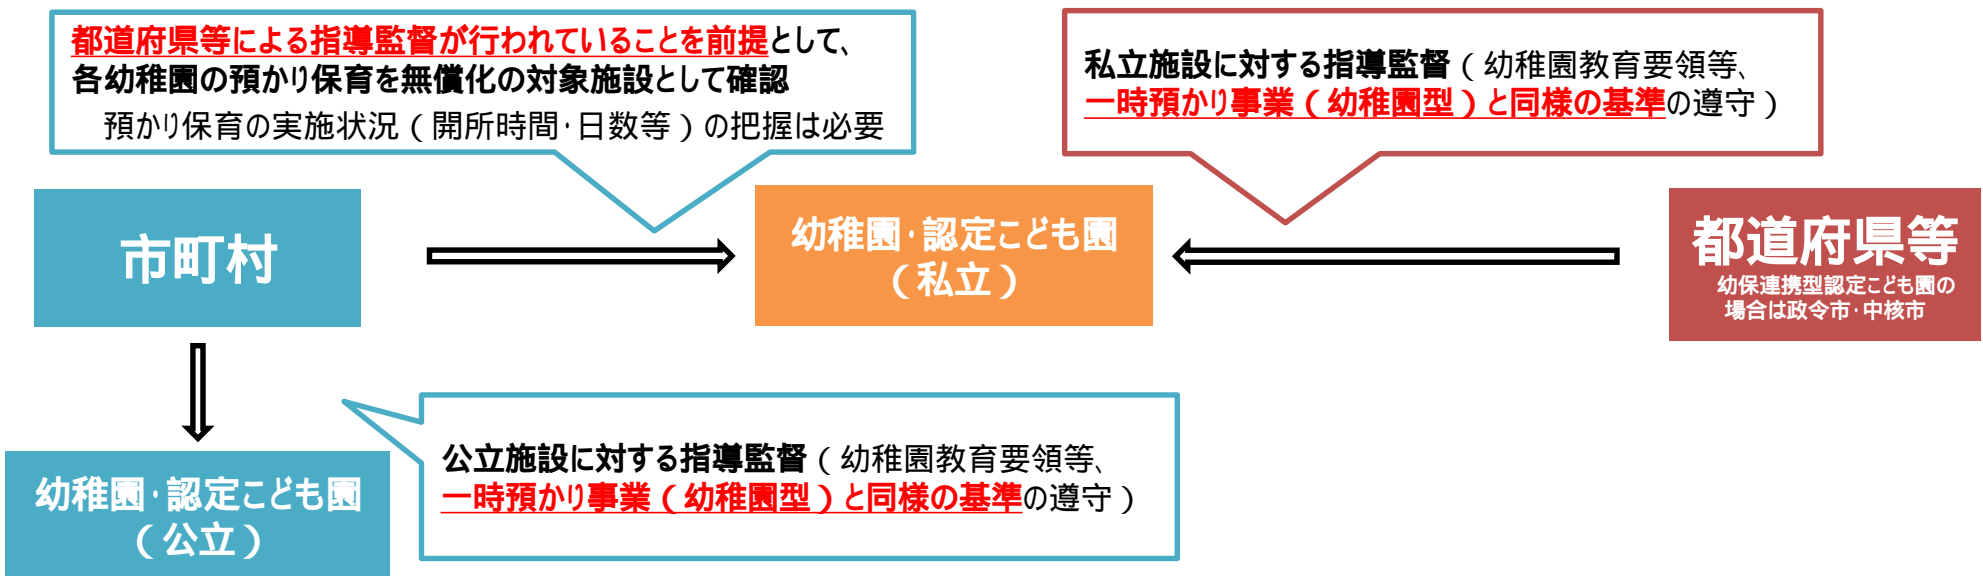 都道府県等による指導監督が行われていることを前提として、
各幼稚園の預かり保育を無償化の対象施設として確認
預かり保育の実施状況（開所時間･日数等）の把握は必要
私立施設に対する指導監督（幼稚園教育要領等、
一時預かり事業（幼稚園型）と同様の基準の遵守）
市町村
幼稚園･認定こども園
（私立）
都道府県等
幼保連携型認定こども園の
場合は政令市･中核市
公立施設に対する指導監督（幼稚園教育要領等、
一時預かり事業（幼稚園型）と同様の基準の遵守）
幼稚園･認定こども園
（公立）